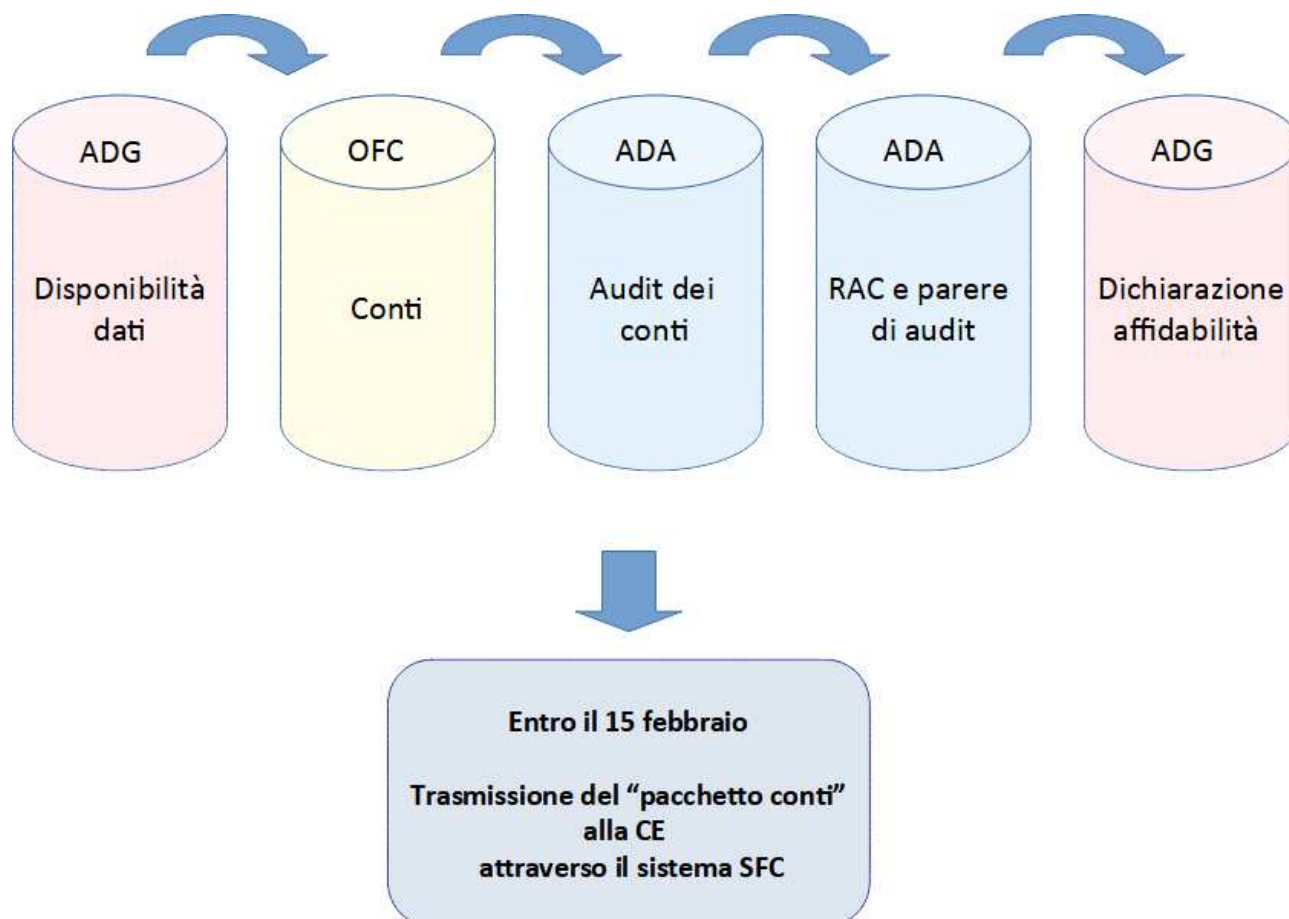 ADG
Disponibilità
dati
OFC
Conti
ADA
Audit dei
conti
ADA
RAC e parere
di audit
ADG
Dichiarazione
affidabilità
Entro il 15 febbraio
Trasmissione del “pacchetto conti”
alla CE
attraverso il sistema SFC